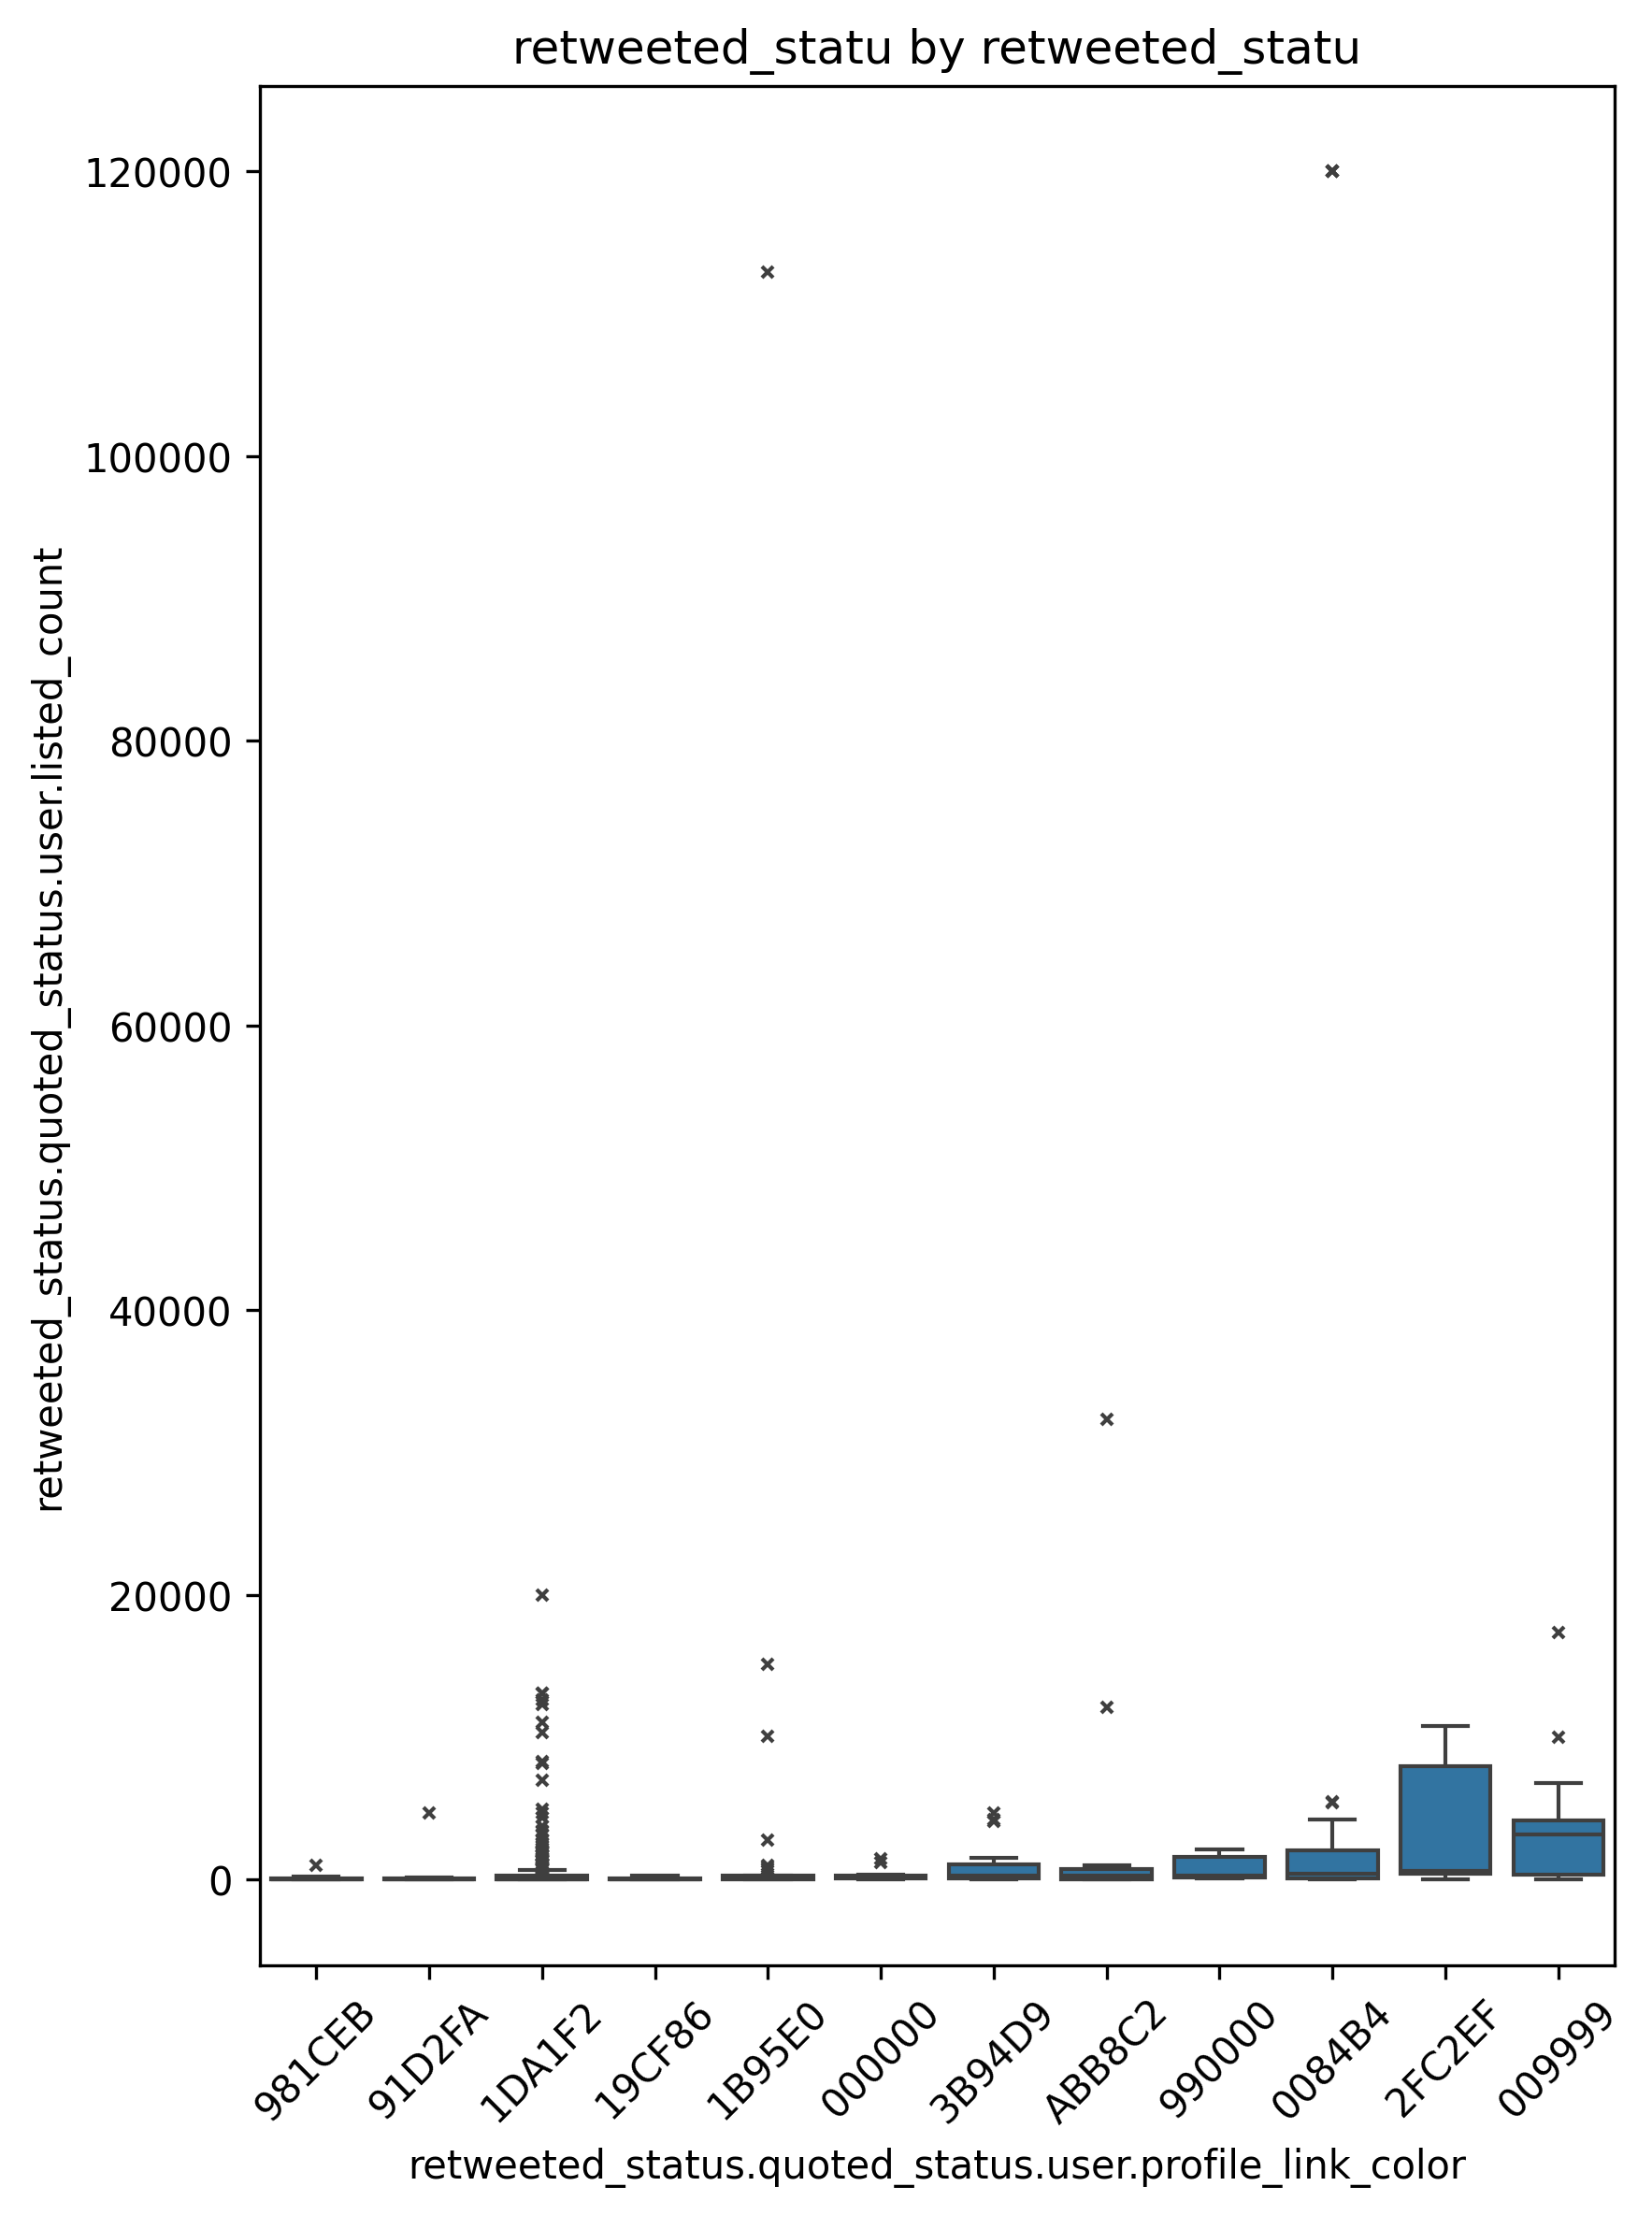 retweeted_statu by retweeted_statu
retweeted_status.quoted_status.user.listed_count
120000
100000
80000
60000
40000
20000
0
981CEB
91D2FA
1DA1F2
19CF86
1B95E0
000000
3B94D9
ABB8C2
990000
0084B4
2FC2EF
009999
retweeted_status.quoted_status.user.profile_link_color